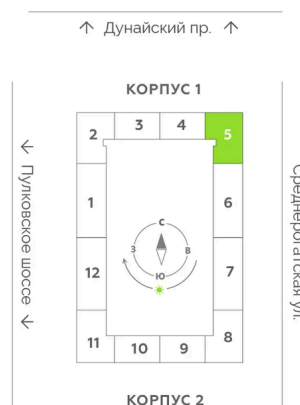 ↑ Дунайский пр. ↑
КОРПУС 1
2 3 4 5
← Пулковское шоссе ←
Среднерогатская ул.
1 6
С
З В
Ю
12 7
11 10 9 8
КОРПУС 2